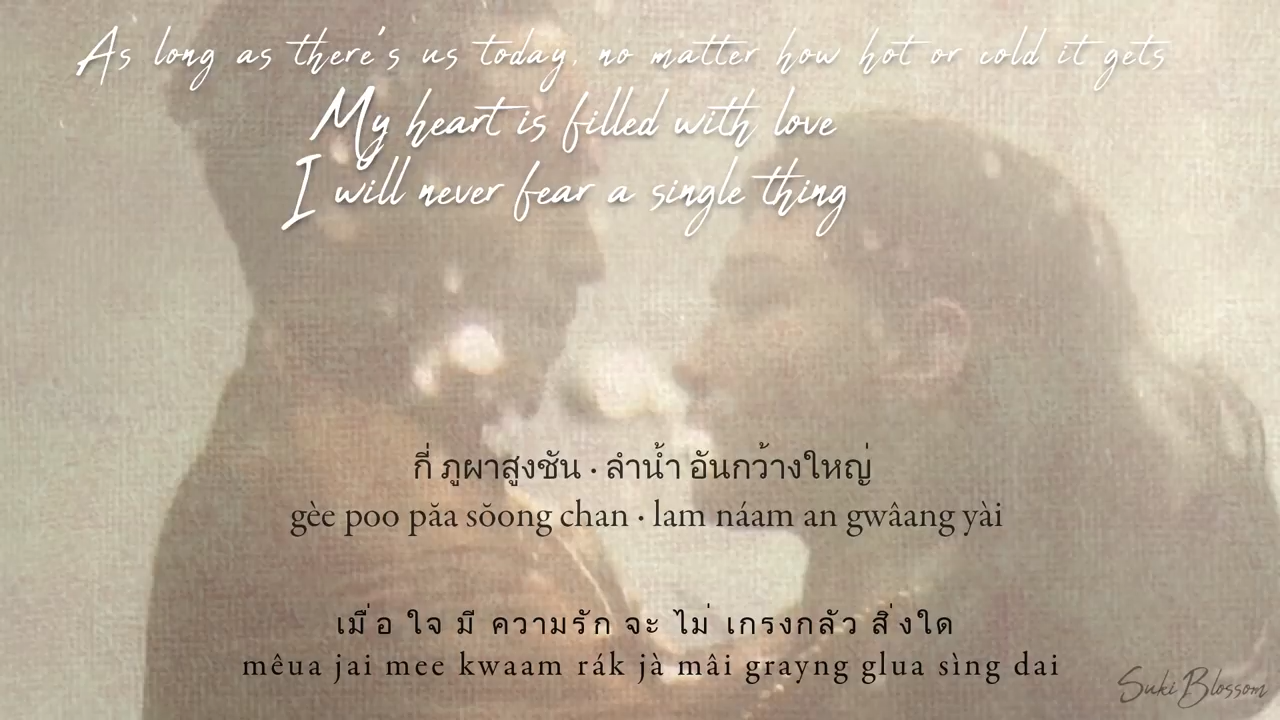 As long as there's us today, no matter how hot or cold it gets
My heart is filled with love
I will never fear a single thing
กี่ ภูผาสูงชัน · ลำน้ำ อันกว้างใหญ่
gèe poo păa sŏong chan · lam náam an gwâang yài
เมื่อ ใจ มี ความรัก จะ ไม่ เกรงกลัว สิ่งใด
mêua jai mee kwaam rák jà mâi grayng glua sìng dai
Suki Blossom